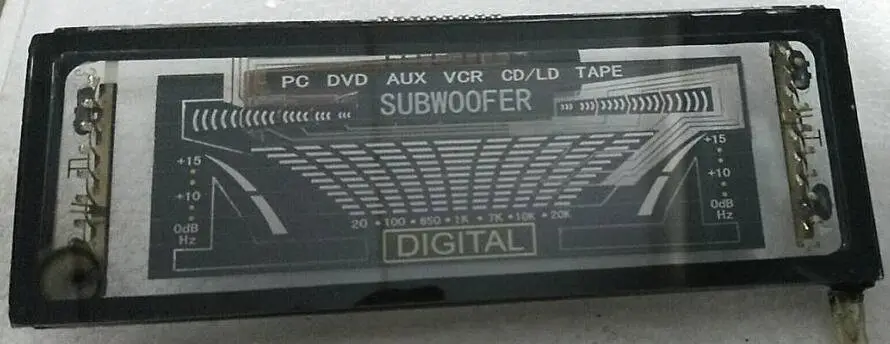 PC DVD AUX VCR CD/LD TAPE
SUBWOOFER
+15 +15
+10 +10
0dB 0dB
Hz Hz
20 100 650 1K 7K 10K 20K
DIGITAL